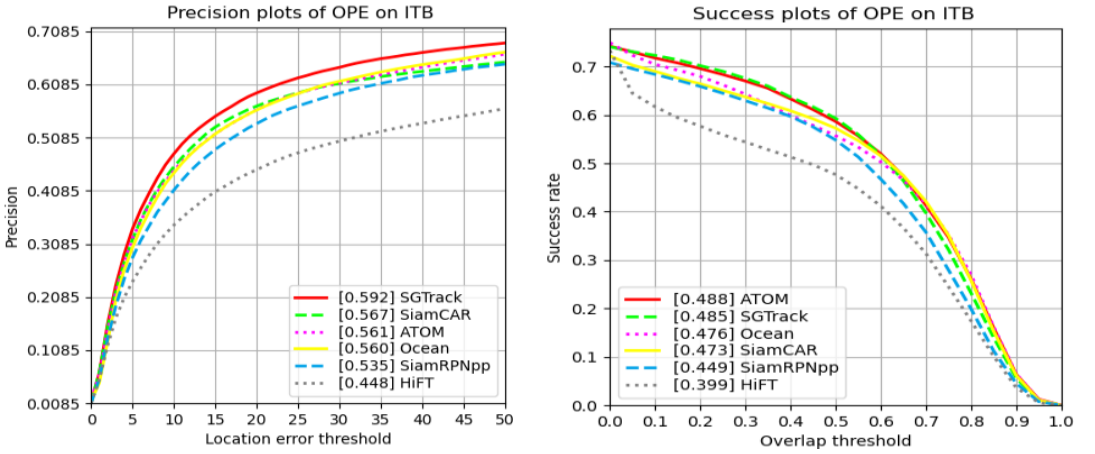 Precision plots of OPE on ITB
0.7085
0.6085
0.5085
0.4085
0.3085
0.2085
0.1085
0.0085
Precision
[0.592] SGTrack
[0.567] SiamCAR
[0.561] ATOM
[0.560] Ocean
[0.535] SiamRPNpp
[0.448] HiFT
0 5 10 15 20 25 30 35 40 45 50
Location error threshold
Success plots of OPE on ITB
0.7
0.6
0.5
0.4
0.3
0.2
0.1
0.0
Success rate
[0.488] ATOM
[0.485] SGTrack
[0.476] Ocean
[0.473] SiamCAR
[0.449] SiamRPNpp
[0.399] HiFT
0.0 0.1 0.2 0.3 0.4 0.5 0.6 0.7 0.8 0.9 1.0
Overlap threshold